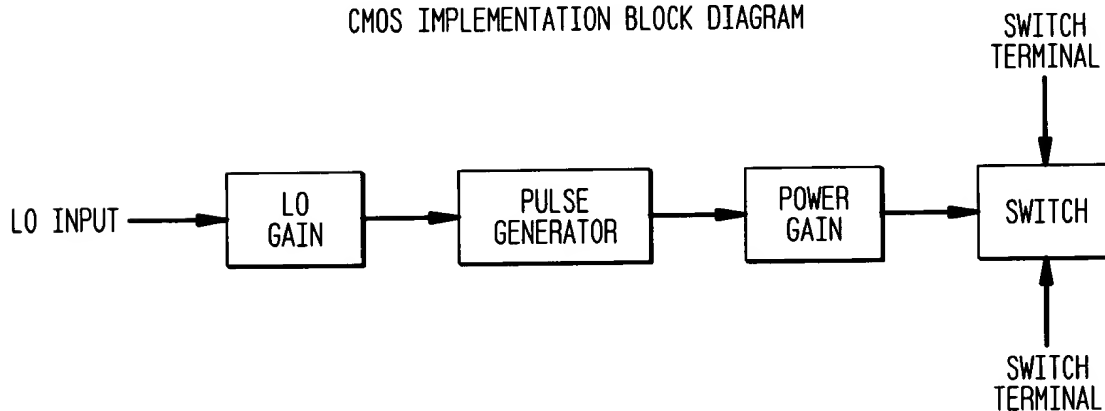 CMOS IMPLEMENTATION BLOCK DIAGRAM
SWITCH
TERMINAL
LO INPUT
LO
GAIN
PULSE
GENERATOR
POWER
GAIN
SWITCH
SWITCH
TERMINAL